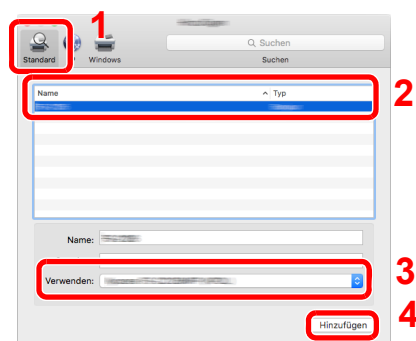 1
Q Suchen
Standard Windows Suchen
Name Typ
2
Name:
Verwenden:
3
Hinzufügen
4